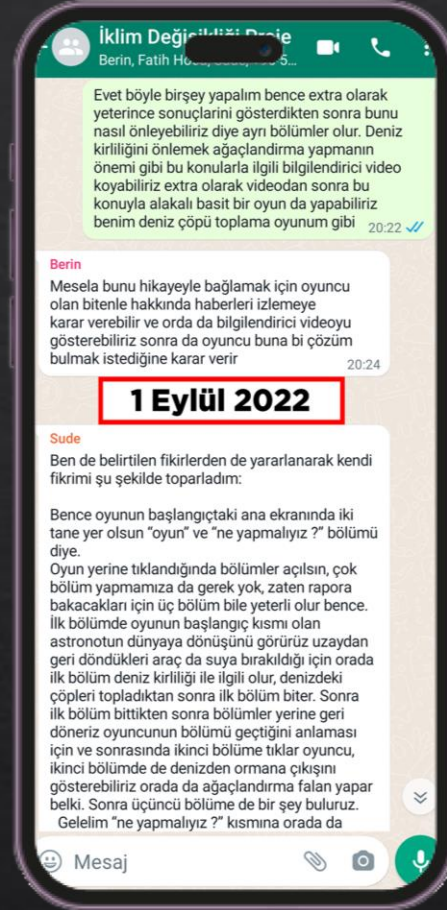 İklim Değişikliği Proje
Berin, Fatih
Evet böyle birşey yapalım bence extra olarak
yeterince sonuçlarini gösterdikten sonra bunu
nasıl önleyebiliriz diye ayrı bölümler olur. Deniz
kirliliğini önlemek ağaçlandırma yapmanın
önemi gibi bu konularla ilgili bilgilendirici video
koyabiliriz extra olarak videodan sonra bu
konuyla alakalı basit bir oyun da yapabiliriz
benim deniz çöpü toplama oyunum gibi 20:22
Berin
Mesela bunu hikayeyle bağlamak için oyuncu
olan bitenle hakkında haberleri izlemeye
karar verebilir ve orda da bilgilendirici videoyu
gösterebiliriz sonra da oyuncu buna bi çözüm
bulmak istediğine karar verir 20:24
1 Eylül 2022
Sude
Ben de belirtilen fikirlerden de yararlanarak kendi
fikrimi şu şekilde toparladım:
Bence oyunun başlangıçtaki ana ekranında iki
tane yer olsun “oyun” ve “ne yapmalıyız ?” bölümü
diye.
Oyun yerine tıklandığında bölümler açılsın, çok
bölüm yapmamıza da gerek yok, zaten rapora
bakacakları için üç bölüm bile yeterli olur bence.
İlk bölümde oyunun başlangıç kısmı olan
astronotun dünyaya dönüşünü görürüz uzaydan
geri döndükleri araç da suya bırakıldığı için orada
ilk bölüm deniz kirliliği ile ilgili olur, denizdeki
çöpleri topladıktan sonra ilk bölüm biter. Sonra
ilk bölüm bittikten sonra bölümler yerine geri
döneriz oyuncunun bölümü geçtiğini anlaması
için ve sonrasında ikinci bölüme tıklar oyuncu,
ikinci bölümde de denizden ormana çıkışını
gösterebiliriz orada da ağaçlandırma falan yapar
belki. Sonra üçüncü bölüme de bir şey buluruz.
Gelelim “ne yapmalıyız ?” kısmına orada da
Mesaj